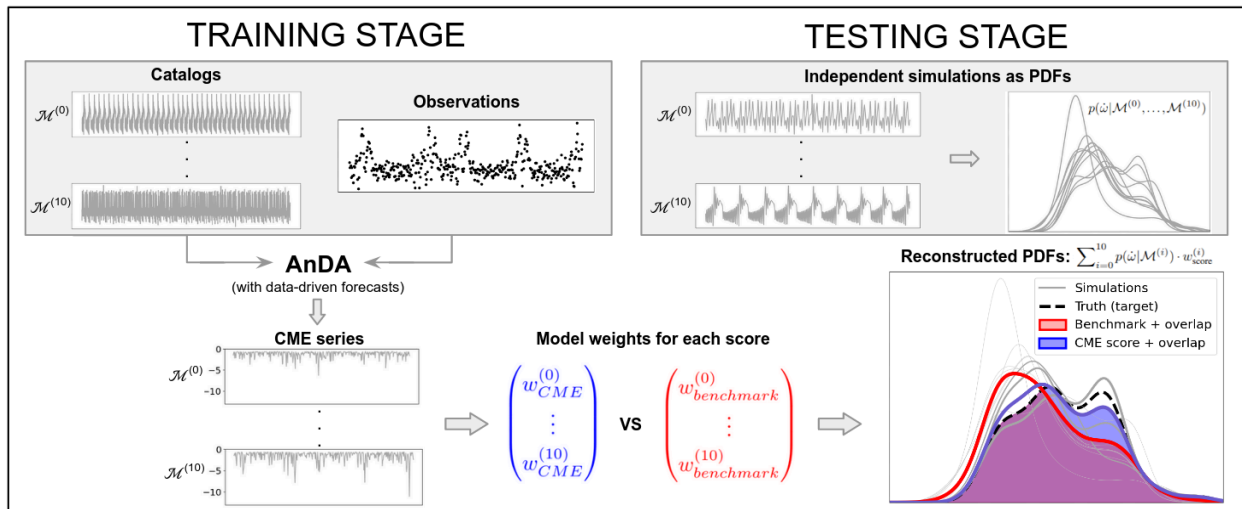 TRAINING STAGE
Catalogs
ℳ^(0)
ℳ^(10)
Observations
AnDA
(with data-driven forecasts)
CME series
ℳ^(0)
0
−5
−10
ℳ^(10)
0
−5
−10
Model weights for each score
w_CME^(0)
⋮
w_CME^(10)
VS
w_benchmark^(0)
⋮
w_benchmark^(10)
TESTING STAGE
Independent simulations as PDFs
ℳ^(0)
ℳ^(10)
p(ω̂|ℳ^(0),…,ℳ^(10))
Reconstructed PDFs: ∑_{i=0}^{10} p(ω̂|ℳ^(i)) · w_score^(i)
Simulations
Truth (target)
Benchmark + overlap
CME score + overlap